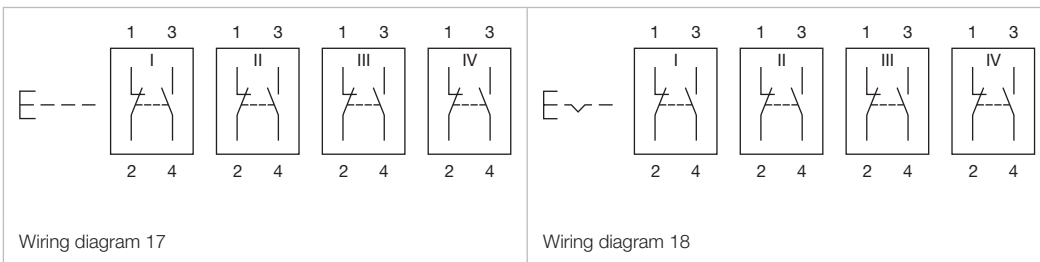 1 3 1 3 1 3 1 3 1 3 1 3 1 3 1 3
I II III IV I II III IV
2 4 2 4 2 4 2 4 2 4 2 4 2 4 2 4
Wiring diagram 17 Wiring diagram 18